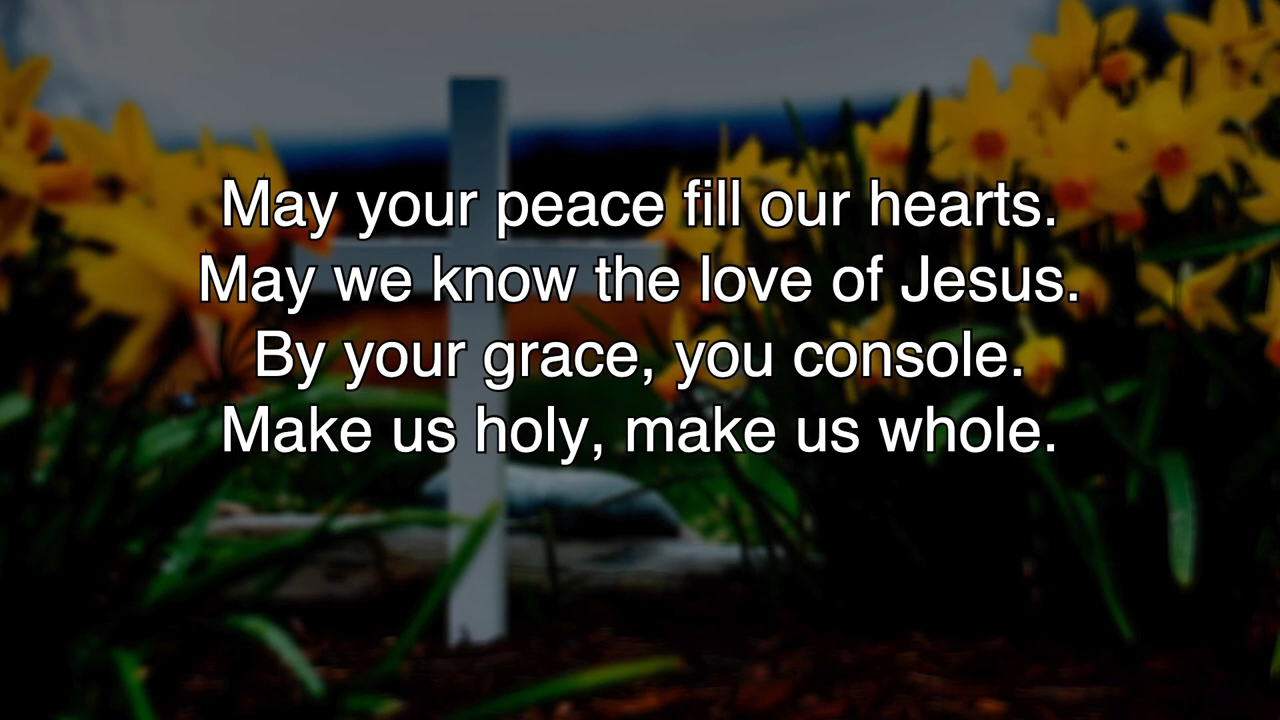 May your peace fill our hearts.
May we know the love of Jesus.
By your grace, you console.
Make us holy, make us whole.